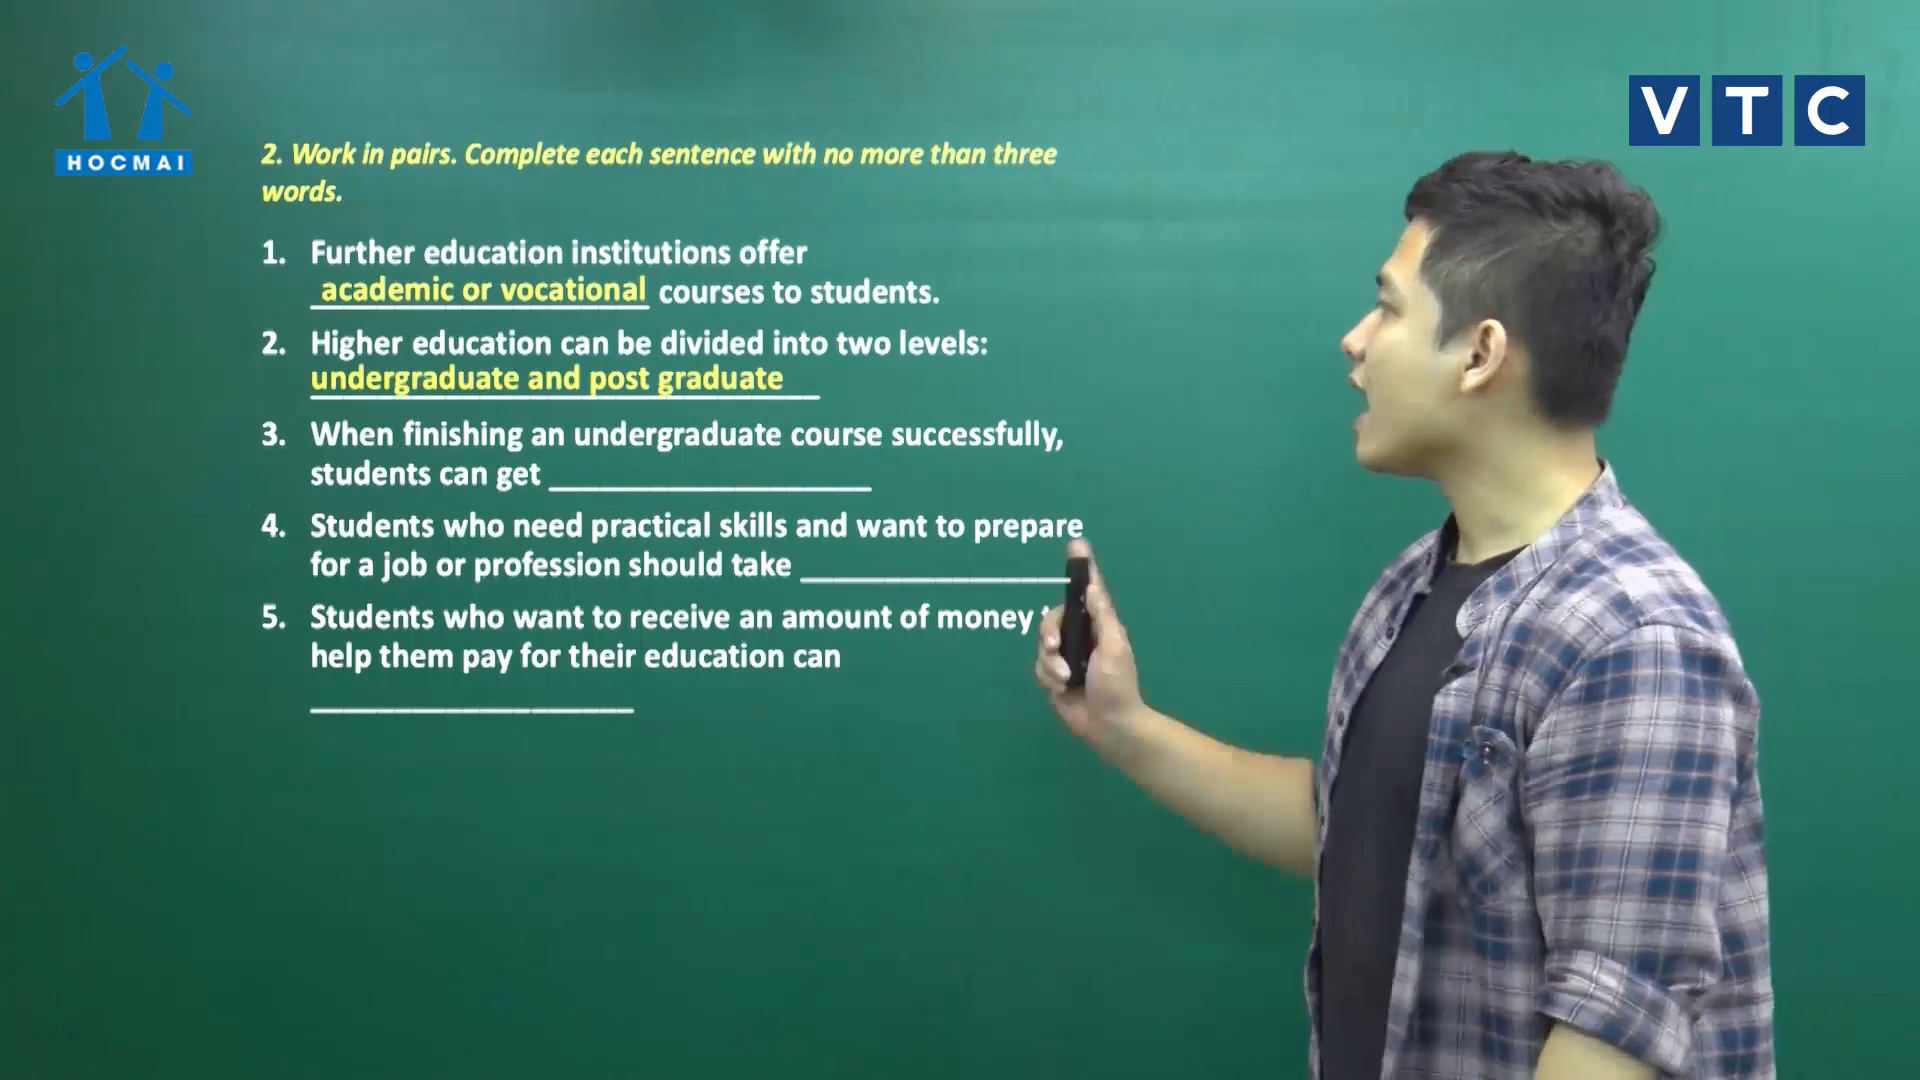 HOCMAI
VTC
2. Work in pairs. Complete each sentence with no more than three
words.
1. Further education institutions offer
academic or vocational courses to students.
2. Higher education can be divided into two levels:
undergraduate and post graduate
3. When finishing an undergraduate course successfully,
students can get
4. Students who need practical skills and want to prepare
for a job or profession should take
5. Students who want to receive an amount of money
help them pay for their education can